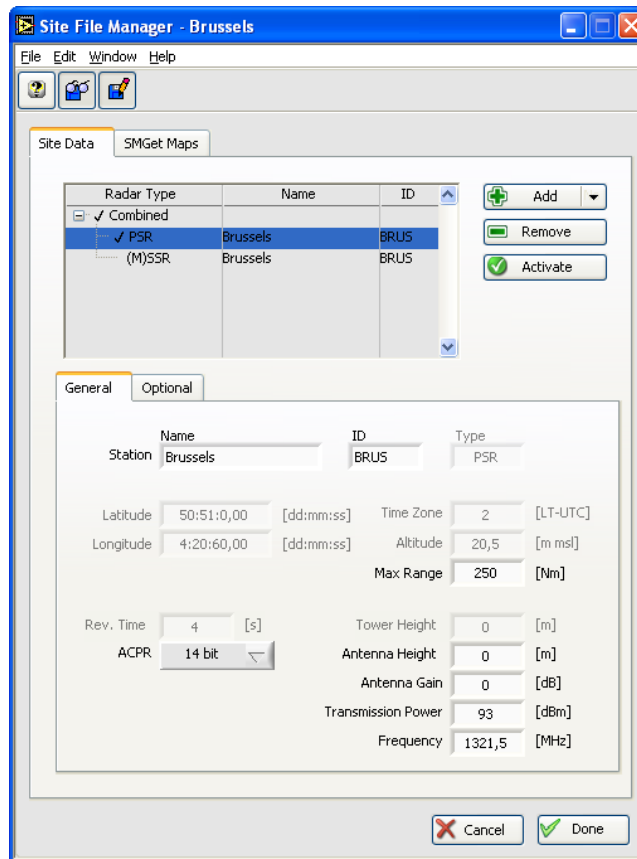 Site File Manager - Brussels
File Edit Window Help
Site Data SMGet Maps
Radar Type Name ID
Combined
PSR Brussels BRUS
(M)SSR Brussels BRUS
Add
Remove
Activate
General Optional
Name ID Type
Station Brussels BRUS PSR
Latitude 50:51:0,00 [dd:mm:ss] Time Zone 2 [LT-UTC]
Longitude 4:20:60,00 [dd:mm:ss] Altitude 20,5 [m msl]
Max Range 250 [Nm]
Rev. Time 4 [s] Tower Height 0 [m]
ACPR 14 bit Antenna Height 0 [m]
Antenna Gain 0 [dB]
Transmission Power 93 [dBm]
Frequency 1321,5 [MHz]
Cancel Done